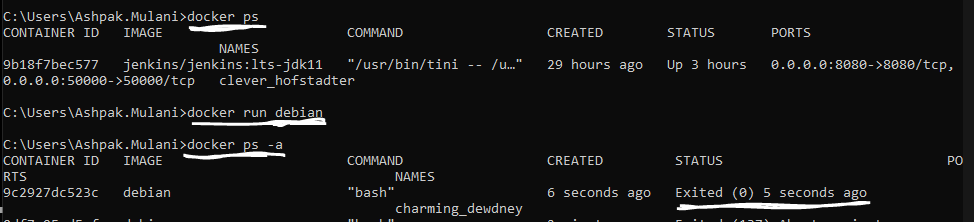 C:\Users\Ashpak.Mulani>docker ps
CONTAINER ID IMAGE COMMAND CREATED STATUS PORTS
NAMES
9b18f7bec577 jenkins/jenkins:lts-jdk11 "/usr/bin/tini -- /u…" 29 hours ago Up 3 hours 0.0.0.0:8080->8080/tcp,
0.0.0.0:50000->50000/tcp clever_hofstadter
C:\Users\Ashpak.Mulani>docker run debian
C:\Users\Ashpak.Mulani>docker ps -a
CONTAINER ID IMAGE COMMAND CREATED STATUS PO
RTS NAMES
9c2927dc523c debian "bash" 6 seconds ago Exited (0) 5 seconds ago
charming_dewdney